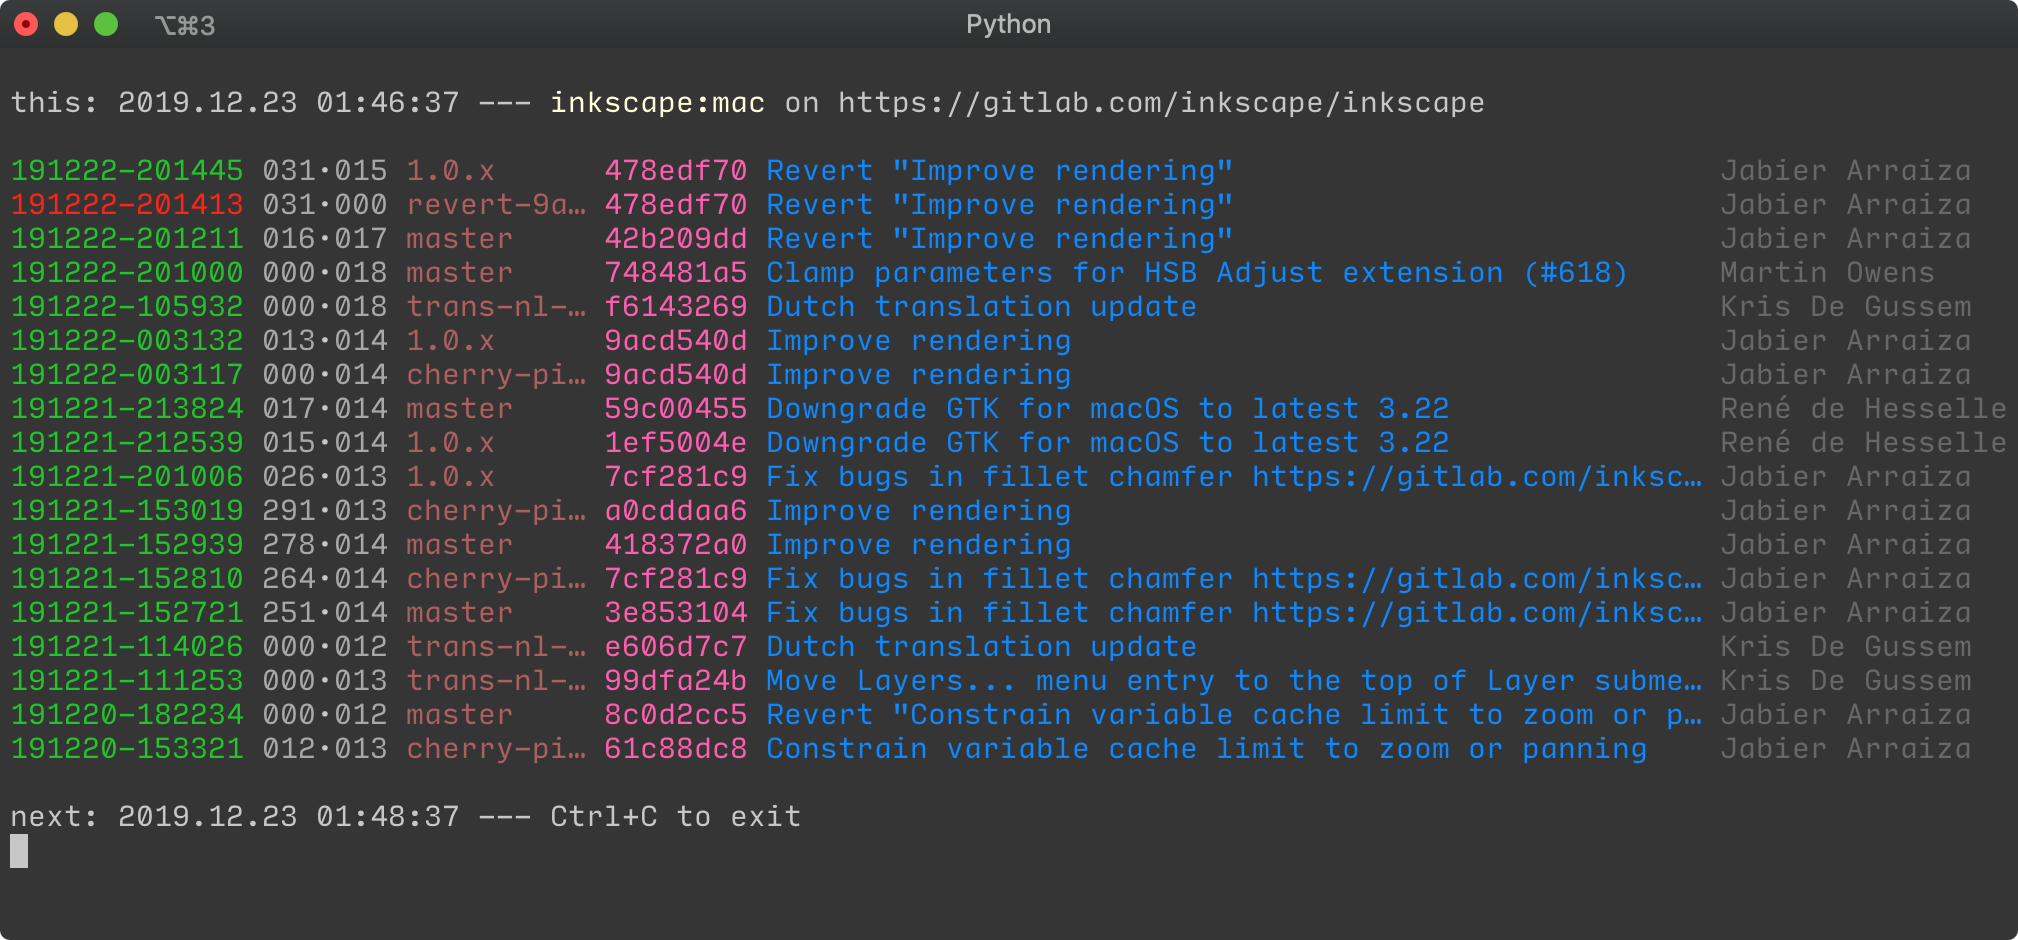 ⌥⌘3 Python
this: 2019.12.23 01:46:37 --- inkscape:mac on https://gitlab.com/inkscape/inkscape
191222-201445 031·015 1.0.x 478edf70 Revert "Improve rendering" Jabier Arraiza
191222-201413 031·000 revert-9a… 478edf70 Revert "Improve rendering" Jabier Arraiza
191222-201211 016·017 master 42b209dd Revert "Improve rendering" Jabier Arraiza
191222-201000 000·018 master 748481a5 Clamp parameters for HSB Adjust extension (#618) Martin Owens
191222-105932 000·018 trans-nl-… f6143269 Dutch translation update Kris De Gussem
191222-003132 013·014 1.0.x 9acd540d Improve rendering Jabier Arraiza
191222-003117 000·014 cherry-pi… 9acd540d Improve rendering Jabier Arraiza
191221-213824 017·014 master 59c00455 Downgrade GTK for macOS to latest 3.22 René de Hesselle
191221-212539 015·014 1.0.x 1ef5004e Downgrade GTK for macOS to latest 3.22 René de Hesselle
191221-201006 026·013 1.0.x 7cf281c9 Fix bugs in fillet chamfer https://gitlab.com/inksc… Jabier Arraiza
191221-153019 291·013 cherry-pi… a0cddaa6 Improve rendering Jabier Arraiza
191221-152939 278·014 master 418372a0 Improve rendering Jabier Arraiza
191221-152810 264·014 cherry-pi… 7cf281c9 Fix bugs in fillet chamfer https://gitlab.com/inksc… Jabier Arraiza
191221-152721 251·014 master 3e853104 Fix bugs in fillet chamfer https://gitlab.com/inksc… Jabier Arraiza
191221-114026 000·012 trans-nl-… e606d7c7 Dutch translation update Kris De Gussem
191221-111253 000·013 trans-nl-… 99dfa24b Move Layers... menu entry to the top of Layer subme… Kris De Gussem
191220-182234 000·012 master 8c0d2cc5 Revert "Constrain variable cache limit to zoom or p… Jabier Arraiza
191220-153321 012·013 cherry-pi… 61c88dc8 Constrain variable cache limit to zoom or panning Jabier Arraiza
next: 2019.12.23 01:48:37 --- Ctrl+C to exit